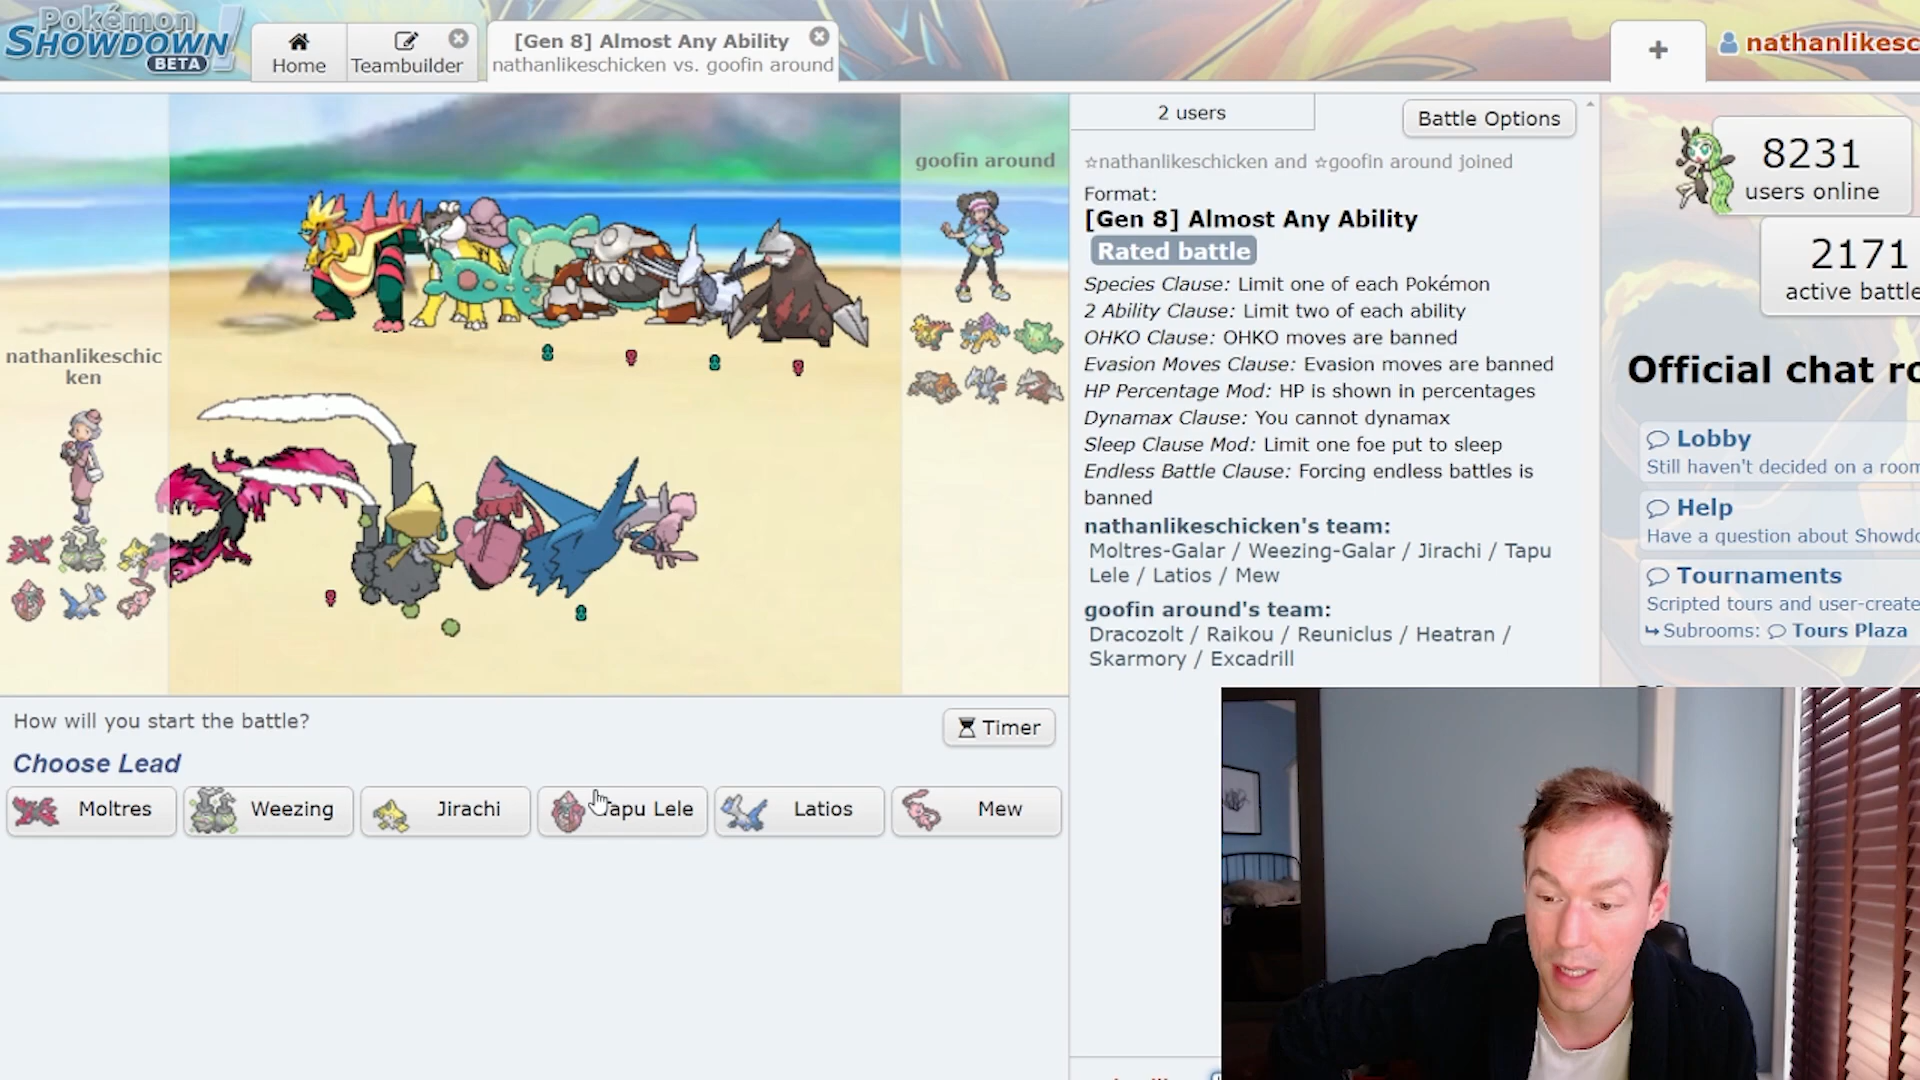 Pokémon
SHOWDOWN!
BETA
Home
Teambuilder
[Gen 8] Almost Any Ability
nathanlikeschicken vs. goofin around
+
nathanlikesc
nathanlikeschic
ken
goofin around
2 users
Battle Options
☆nathanlikeschicken and ☆goofin around joined
Format:
[Gen 8] Almost Any Ability
Rated battle
Species Clause: Limit one of each Pokémon
2 Ability Clause: Limit two of each ability
OHKO Clause: OHKO moves are banned
Evasion Moves Clause: Evasion moves are banned
HP Percentage Mod: HP is shown in percentages
Dynamax Clause: You cannot dynamax
Sleep Clause Mod: Limit one foe put to sleep
Endless Battle Clause: Forcing endless battles is
banned
nathanlikeschicken's team:
Moltres-Galar / Weezing-Galar / Jirachi / Tapu
Lele / Latios / Mew
goofin around's team:
Dracozolt / Raikou / Reuniclus / Heatran /
Skarmory / Excadrill
8231
users online
2171
active battle
Official chat ro
Lobby
Still haven't decided on a room
Help
Have a question about Showdo
Tournaments
Scripted tours and user-create
↪Subrooms: Tours Plaza
How will you start the battle?
Timer
Choose Lead
Moltres
Weezing
Jirachi
Tapu Lele
Latios
Mew